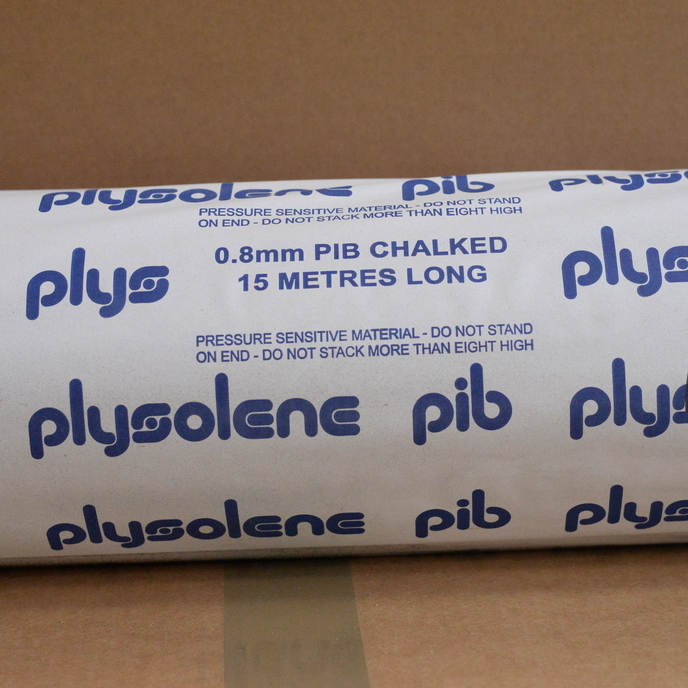 plysolene pib plyso
PRESSURE SENSITIVE MATERIAL - DO NOT STAND
ON END - DO NOT STACK MORE THAN EIGHT HIGH
0.8mm PIB CHALKED
15 METRES LONG
plys plys
PRESSURE SENSITIVE MATERIAL - DO NOT STAND
ON END - DO NOT STACK MORE THAN EIGHT HIGH
plysolene pib plys
plysolene pib plys